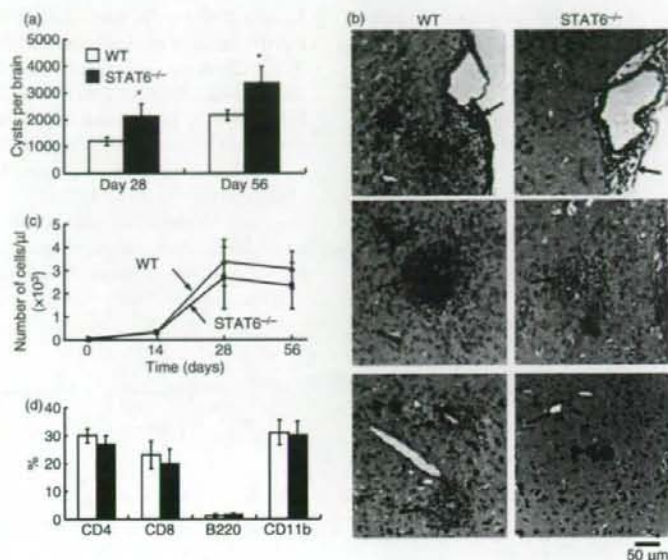 (a)
5000
4000
3000
2000
1000
0
Cysts per brain
WT
STAT6–/–
*
*
Day 28
Day 56
(b)
WT
STAT6–/–
(c)
5
4
3
2
1
0
Number of cells/µl
(×10³)
WT
STAT6–/–
0
14
28
56
Time (days)
(d)
40
30
20
10
0
%
CD4
CD8
B220
CD11b
50 µm